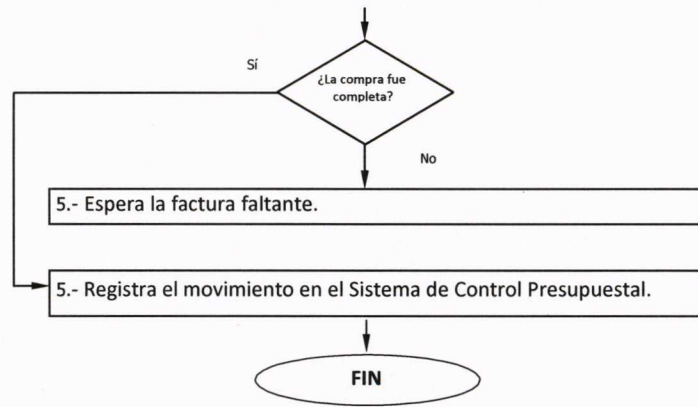 Sí
¿La compra fue
completa?
No
5.- Espera la factura faltante.
5.- Registra el movimiento en el Sistema de Control Presupuestal.
FIN